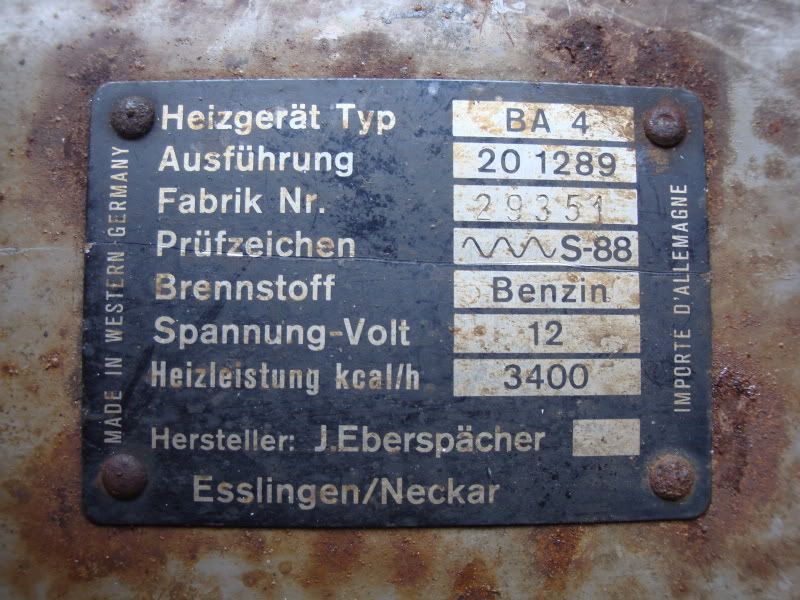 Heizgerät Typ BA 4
Ausführung 20 1289
Fabrik Nr. 29351
Prüfzeichen S-88
Brennstoff Benzin
Spannung-Volt 12
Heizleistung kcal/h 3400
Hersteller: J.Eberspächer
Esslingen/Neckar
MADE IN WESTERN-GERMANY
IMPORTE D'ALLEMAGNE